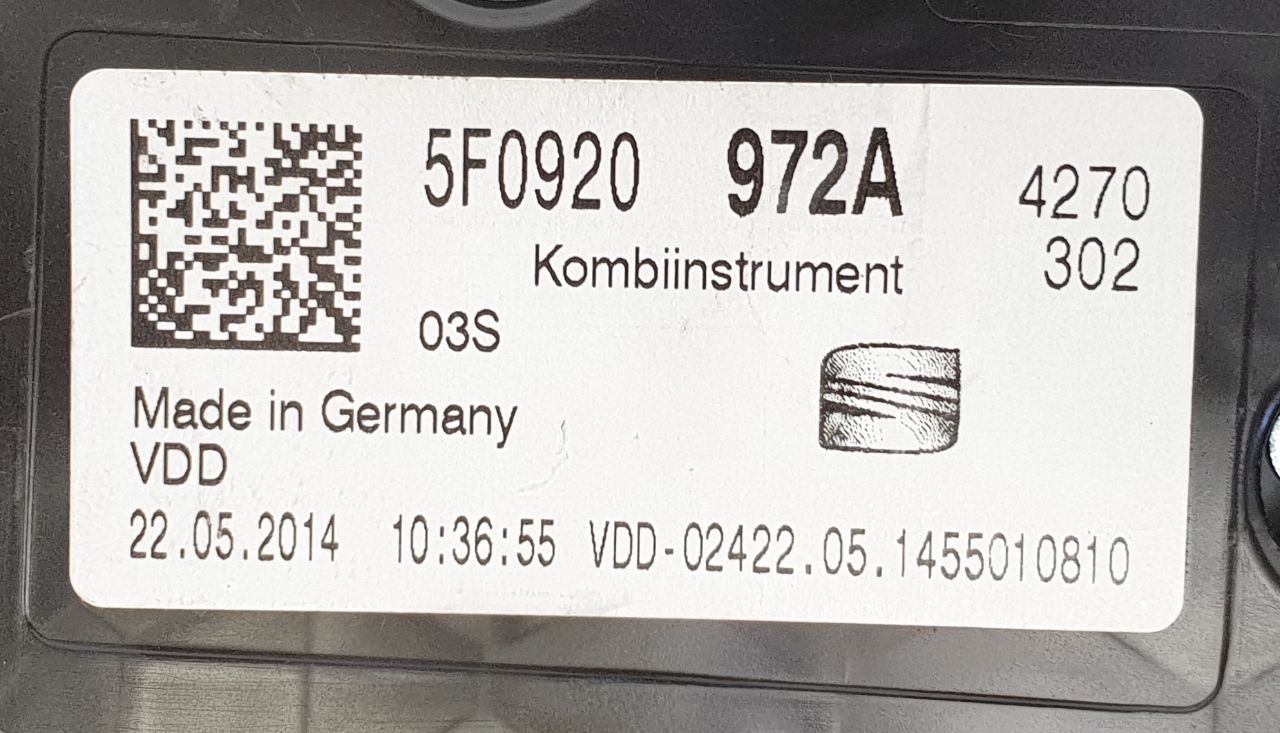 5F0920 972A 4270
Kombiinstrument 302
03S
Made in Germany
VDD
22.05.2014 10:36:55 VDD-02422.05.1455010810